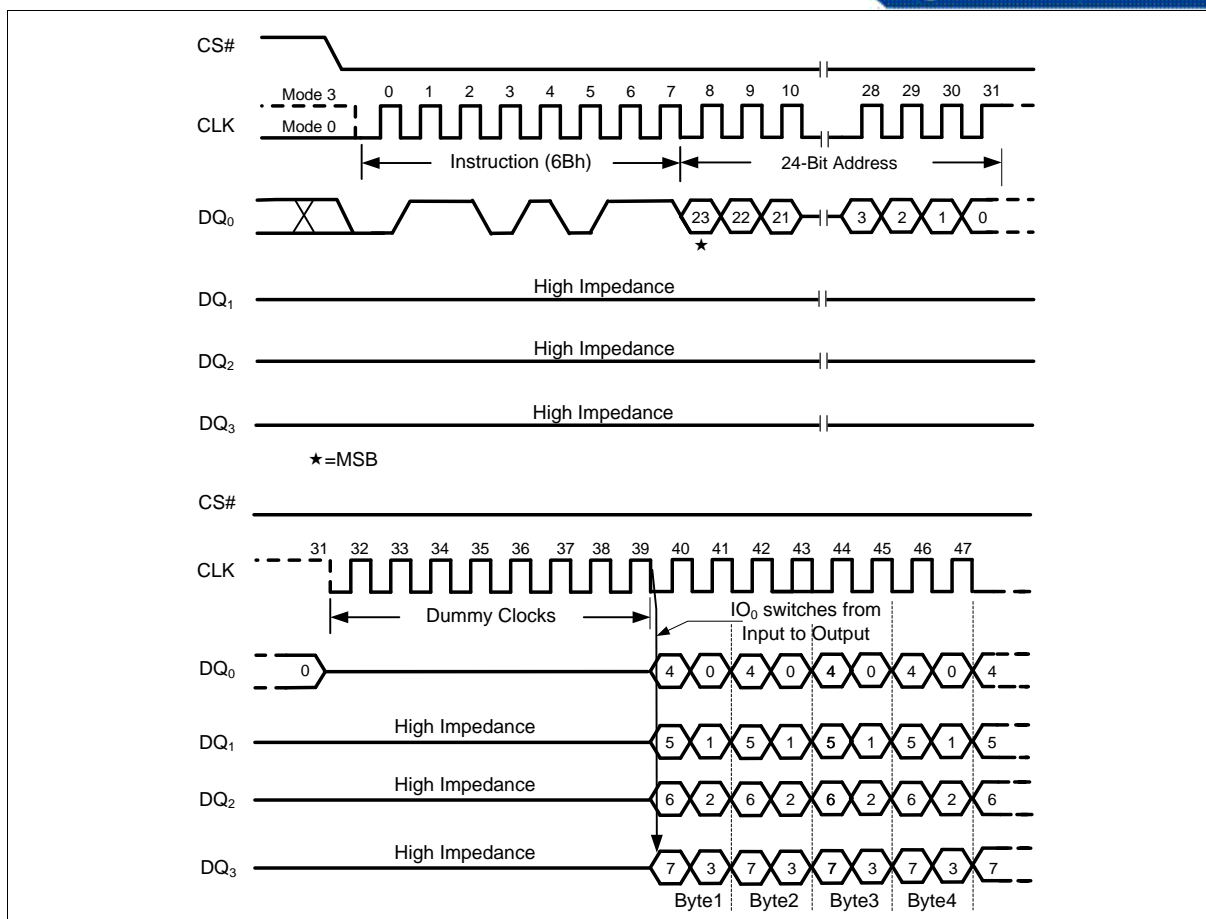 CS#
Mode 3
0 1 2 3 4 5 6 7 8 9 10 28 29 30 31
CLK
Mode 0
Instruction (6Bh)
24-Bit Address
DQ0
23 22 21 3 2 1 0
★
High Impedance
DQ1
High Impedance
DQ2
High Impedance
DQ3
★=MSB
CS#
31 32 33 34 35 36 37 38 39 40 41 42 43 44 45 46 47
CLK
Dummy Clocks
IO0 switches from
Input to Output
DQ0
0 4 0 4 0 4 0 4 0 4
High Impedance
DQ1
5 1 5 1 5 1 5 1 5
High Impedance
DQ2
6 2 6 2 6 2 6 2 6
High Impedance
DQ3
7 3 7 3 7 3 7 3 7
Byte1 Byte2 Byte3 Byte4